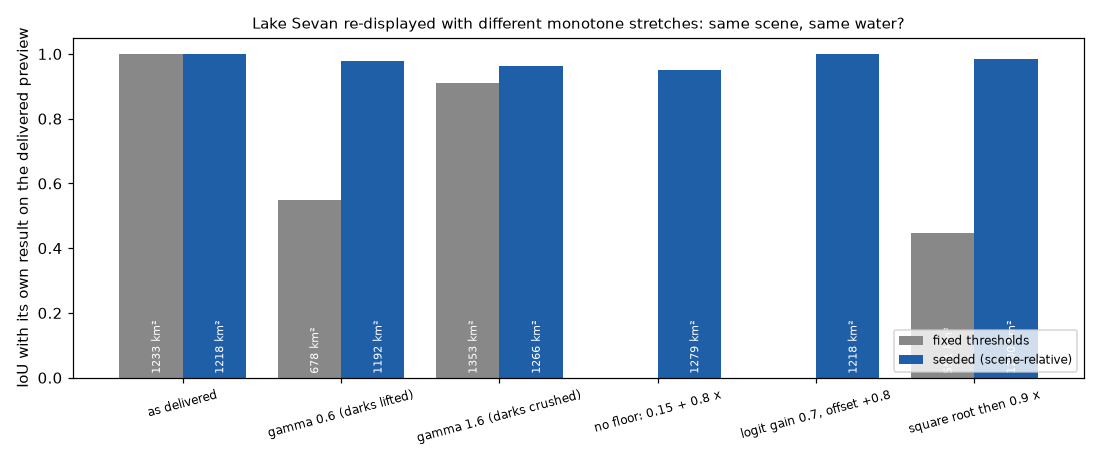 Lake Sevan re-displayed with different monotone stretches: same scene, same water?
IoU with its own result on the delivered preview
1.0
0.8
0.6
0.4
0.2
0.0
1233 km²
1218 km²
678 km²
1192 km²
1353 km²
1266 km²
1279 km²
1218 km²
fixed thresholds
seeded (scene-relative)
as delivered
gamma 0.6 (darks lifted)
gamma 1.6 (darks crushed)
no floor: 0.15 + 0.8 x
logit gain 0.7, offset +0.8
square root then 0.9 x